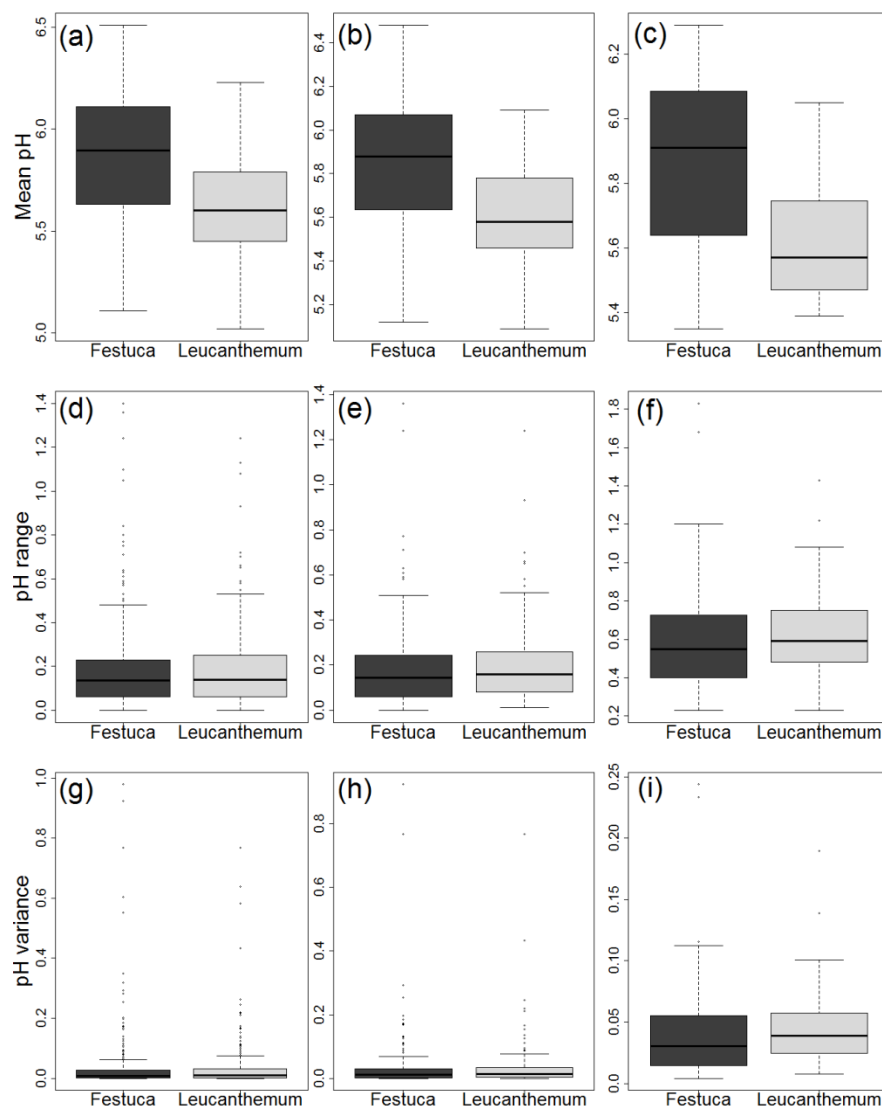 (a) (b) (c)
Mean pH
5.0 5.5 6.0 6.5
5.2 5.4 5.6 5.8 6.0 6.2 6.4
5.4 5.6 5.8 6.0 6.2
Festuca Leucanthemum Festuca Leucanthemum Festuca Leucanthemum
(d) (e) (f)
pH range
0.0 0.2 0.4 0.6 0.8 1.0 1.2 1.4
0.0 0.2 0.4 0.6 0.8 1.0 1.2 1.4
0.2 0.4 0.6 0.8 1.0 1.2 1.4 1.6 1.8
Festuca Leucanthemum Festuca Leucanthemum Festuca Leucanthemum
(g) (h) (i)
pH variance
0.0 0.2 0.4 0.6 0.8 1.0
0.0 0.2 0.4 0.6 0.8
0.00 0.05 0.10 0.15 0.20 0.25
Festuca Leucanthemum Festuca Leucanthemum Festuca Leucanthemum